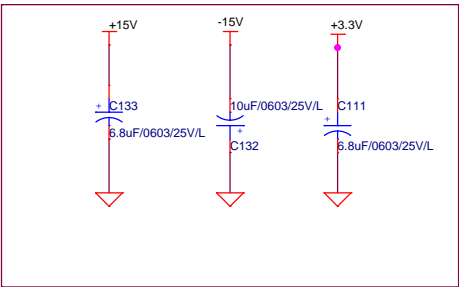 +15V
-15V
+3.3V
+ C133
10uF/0603/25V/L
C111
+
6.8uF/0603/25V/L
+
C132
6.8uF/0603/25V/L